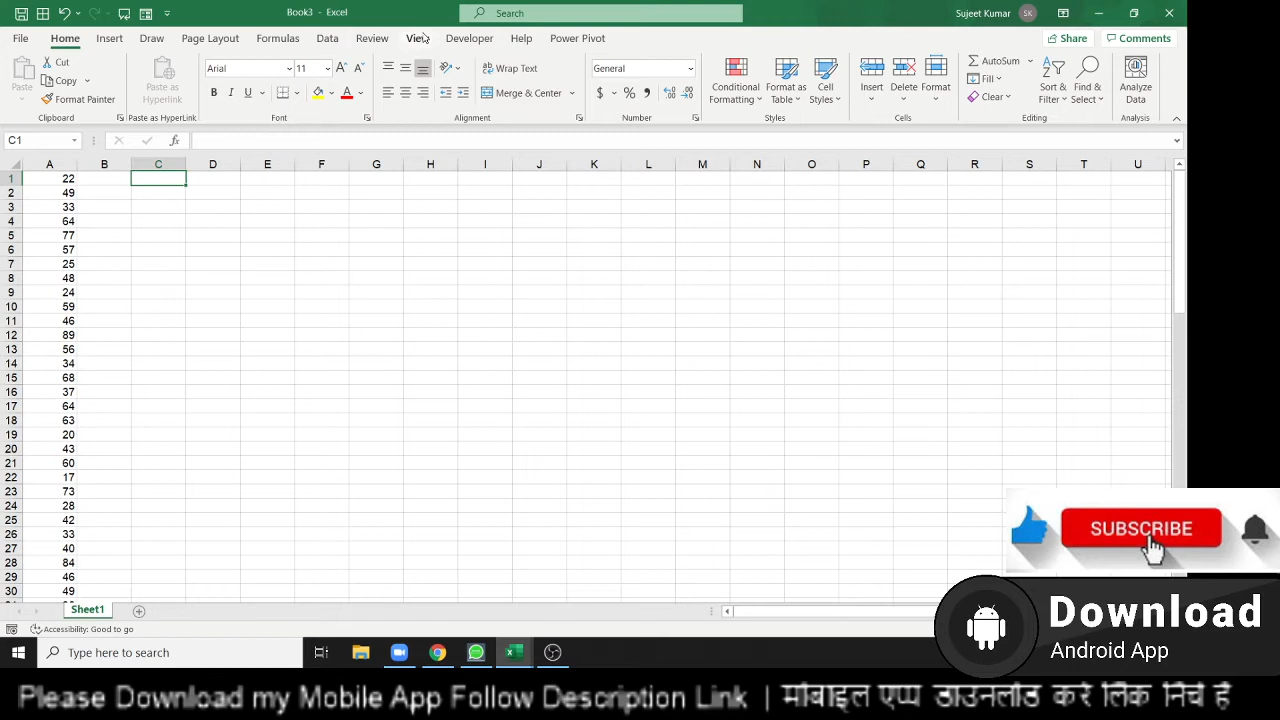 Book3 - Excel
Search
Sujeet Kumar SK
File Home Insert Draw Page Layout Formulas Data Review View Developer Help Power Pivot Share Comments
Paste Cut Copy Format Painter Paste as HyperLink Arial 11 Wrap Text Merge & Center General Conditional Formatting Format as Table Cell Styles Insert Delete Format AutoSum Fill Clear Sort & Filter Find & Select Analyze Data
Clipboard Paste as HyperLink Font Alignment Number Styles Cells Editing Analysis
C1 fx
A B C D E F G H I J K L M N O P Q R S T U
1 22
2 49
3 33
4 64
5 77
6 57
7 25
8 48
9 24
10 59
11 46
12 89
13 56
14 34
15 68
16 37
17 64
18 63
19 20
20 43
21 60
22 17
23 73
24 28
25 42
26 33
27 40
28 84
29 46
30 49
SUBSCRIBE
Sheet1
Accessibility: Good to go
Download
Android App
Type here to search
Please Download my Mobile App Follow Description Link | मोबाइल एप्प डाउनलोड करे लिंक निचे है